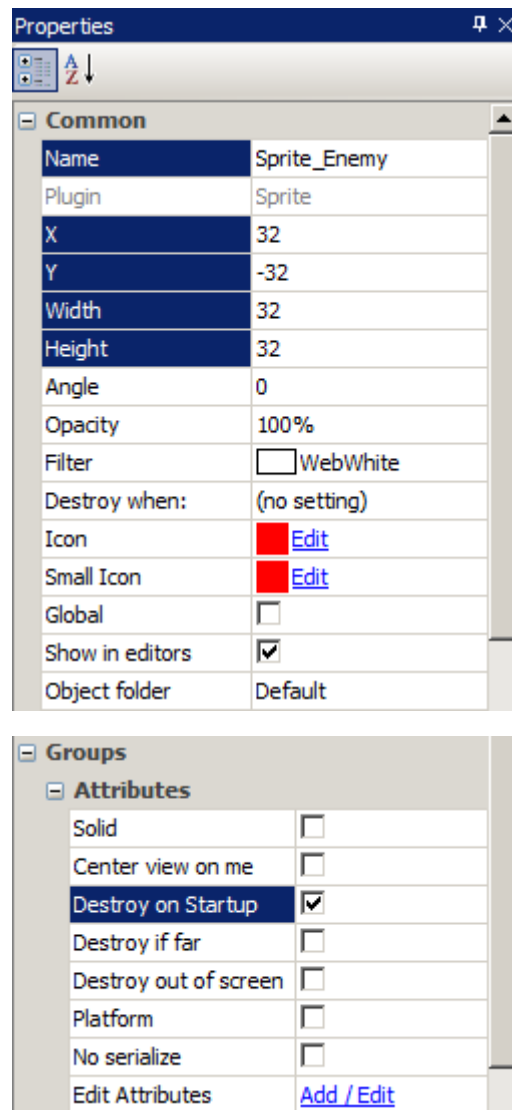 Properties
A
Z
Common
Name Sprite_Enemy
Plugin Sprite
X 32
Y -32
Width 32
Height 32
Angle 0
Opacity 100%
Filter WebWhite
Destroy when: (no setting)
Icon Edit
Small Icon Edit
Global
Show in editors
Object folder Default
Groups
Attributes
Solid
Center view on me
Destroy on Startup
Destroy if far
Destroy out of screen
Platform
No serialize
Edit Attributes Add / Edit